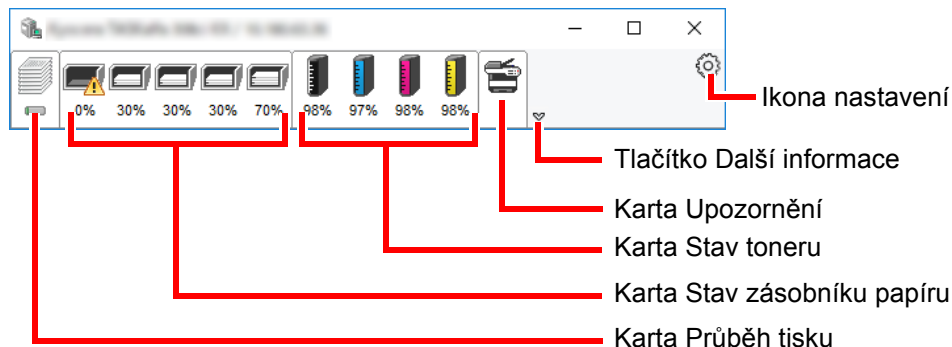 0% 30% 30% 30% 70% 98% 97% 98% 98%
Ikona nastavení
Tlačítko Další informace
Karta Upozornění
Karta Stav toneru
Karta Stav zásobníku papíru
Karta Průběh tisku